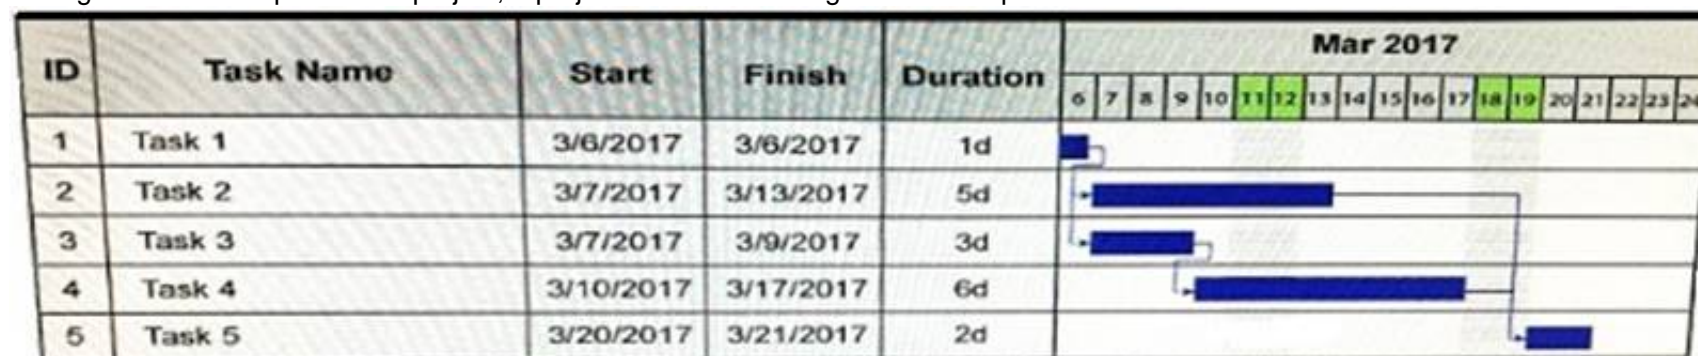 Mar 2017
ID Task Name Start Finish Duration
6 7 8 9 10 11 12 13 14 15 16 17 18 19 20 21 22 23 24
1 Task 1 3/6/2017 3/6/2017 1d
2 Task 2 3/7/2017 3/13/2017 5d
3 Task 3 3/7/2017 3/9/2017 3d
4 Task 4 3/10/2017 3/17/2017 6d
5 Task 5 3/20/2017 3/21/2017 2d